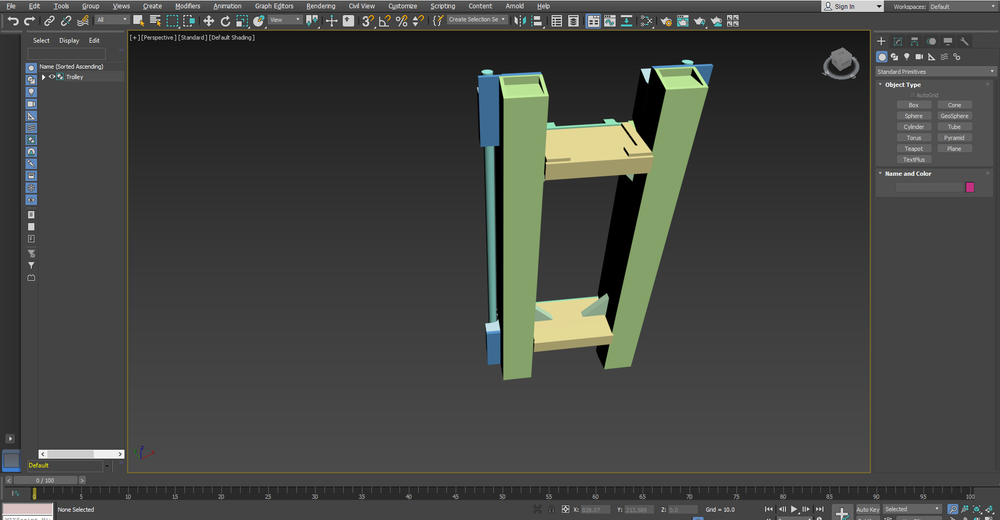 File Edit Tools Group Views Create Modifiers Animation Graph Editors Rendering Civil View Customize Scripting Content Arnold Help Sign In Workspaces: Default
All View Create Selection Se
Select Display Edit
[+] [Perspective] [Standard] [Default Shading]
Name (Sorted Ascending)
Trolley
Standard Primitives
Object Type
AutoGrid
Box Cone
Sphere GeoSphere
Cylinder Tube
Torus Pyramid
Teapot Plane
TextPlus
Name and Color
z
x
Default
< 0 / 100 >
0 5 10 15 20 25 30 35 40 45 50 55 60 65 70 75 80 85 90 95 100
None Selected X: 828.07 Y: 213.589 Z: 0.0 Grid = 10.0 Auto Key Selected